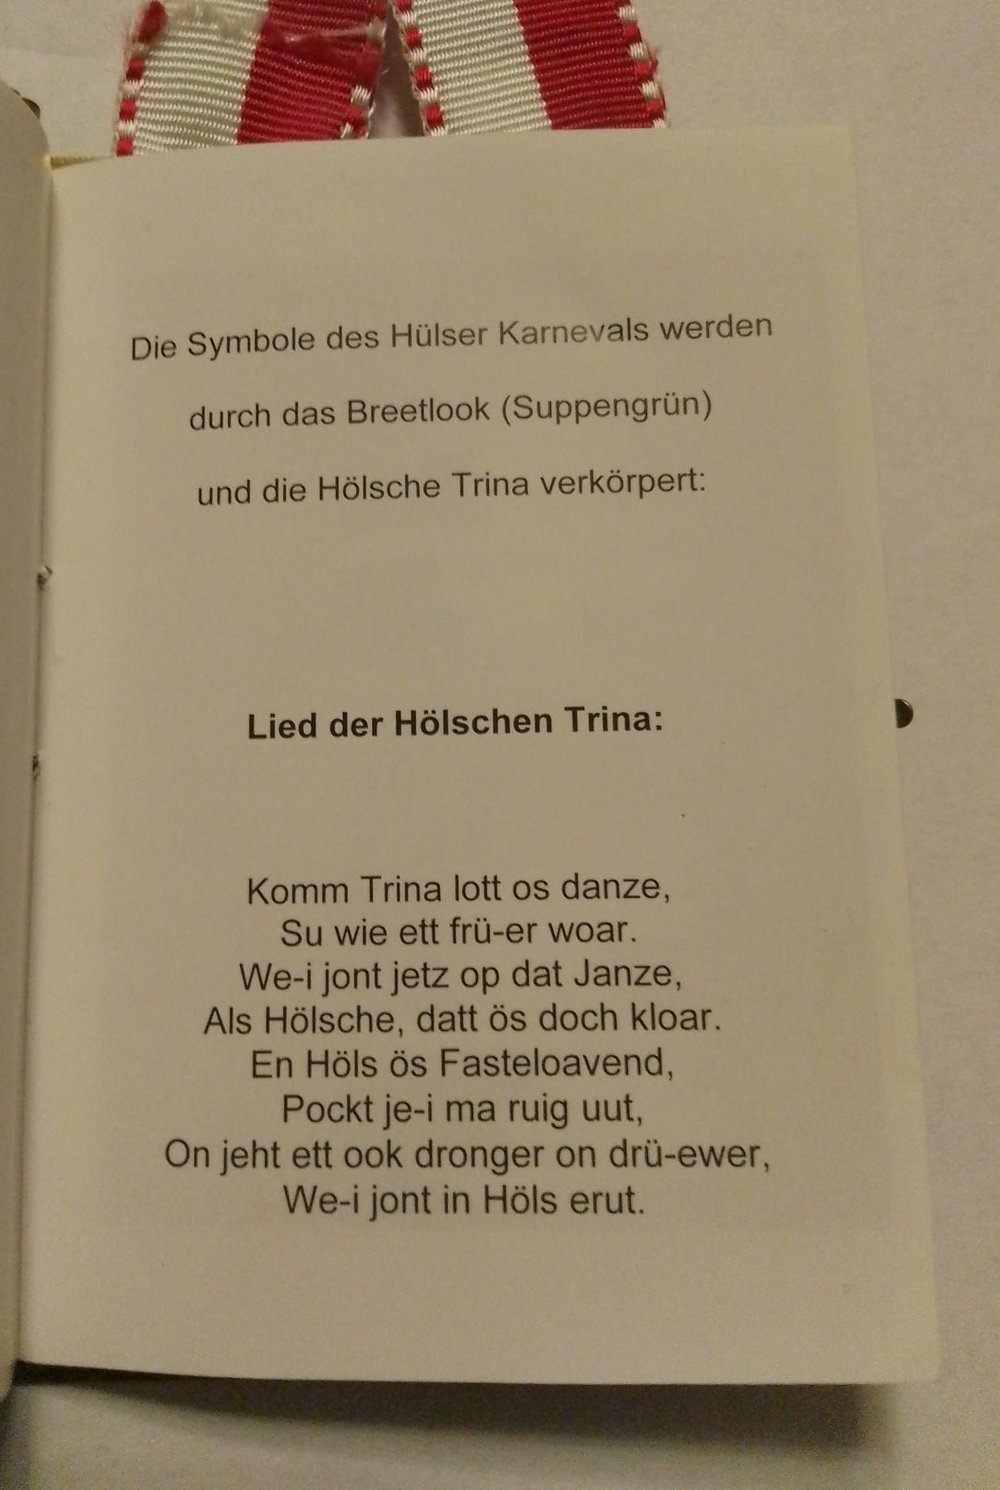 Die Symbole des Hülser Karnevals werden
durch das Breetlook (Suppengrün)
und die Hölsche Trina verkörpert:
Lied der Hölschen Trina:
Komm Trina lott os danze,
Su wie ett frü-er woar.
We-i jont jetz op dat Janze,
Als Hölsche, datt ös doch kloar.
En Höls ös Fasteloavend,
Pockt je-i ma ruig uut,
On jeht ett ook dronger on drü-ewer,
We-i jont in Höls erut.